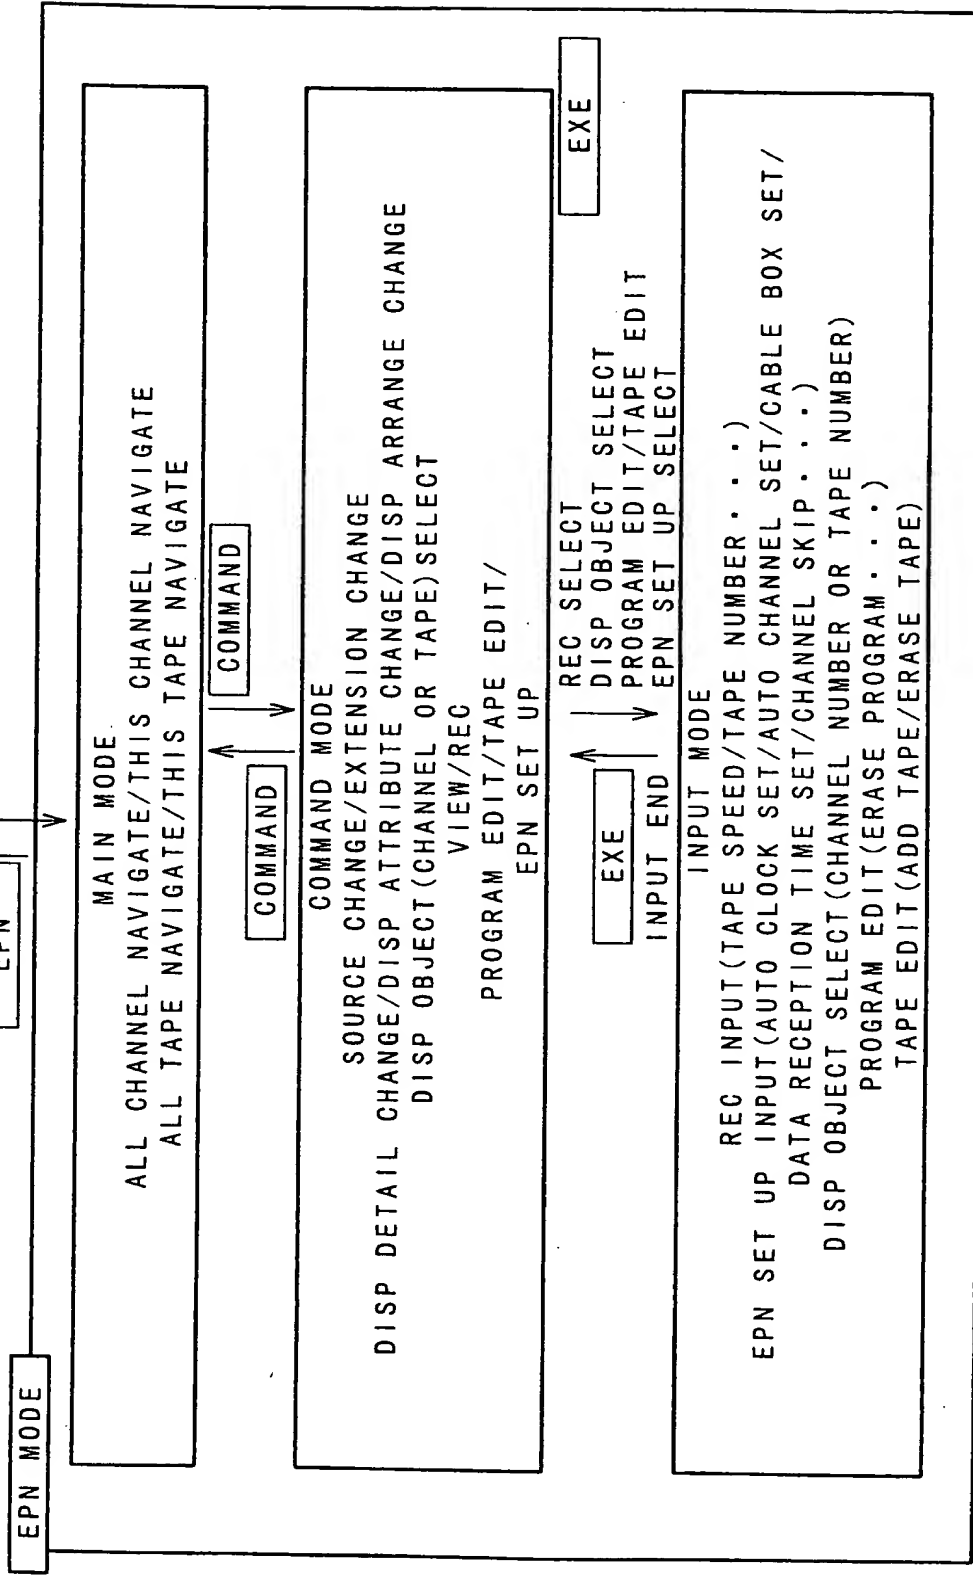 EPN
EPN MODE
MAIN MODE
ALL CHANNEL NAVIGATE/THIS CHANNEL NAVIGATE
ALL TAPE NAVIGATE/THIS TAPE NAVIGATE
COMMAND
COMMAND
COMMAND MODE
SOURCE CHANGE/EXTENSION CHANGE
DISP DETAIL CHANGE/DISP ATTRIBUTE CHANGE/DISP ARRANGE CHANGE
DISP OBJECT(CHANNEL OR TAPE)SELECT
VIEW/REC
PROGRAM EDIT/TAPE EDIT/
EPN SET UP
EXE
INPUT END
REC SELECT
DISP OBJECT SELECT
PROGRAM EDIT/TAPE EDIT
EPN SET UP SELECT
EXE
INPUT MODE
REC INPUT(TAPE SPEED/TAPE NUMBER···)
EPN SET UP INPUT(AUTO CLOCK SET/AUTO CHANNEL SET/CABLE BOX SET/
DATA RECEPTION TIME SET/CHANNEL SKIP···)
DISP OBJECT SELECT(CHANNEL NUMBER OR TAPE NUMBER)
PROGRAM EDIT(ERASE PROGRAM···)
TAPE EDIT(ADD TAPE/ERASE TAPE)